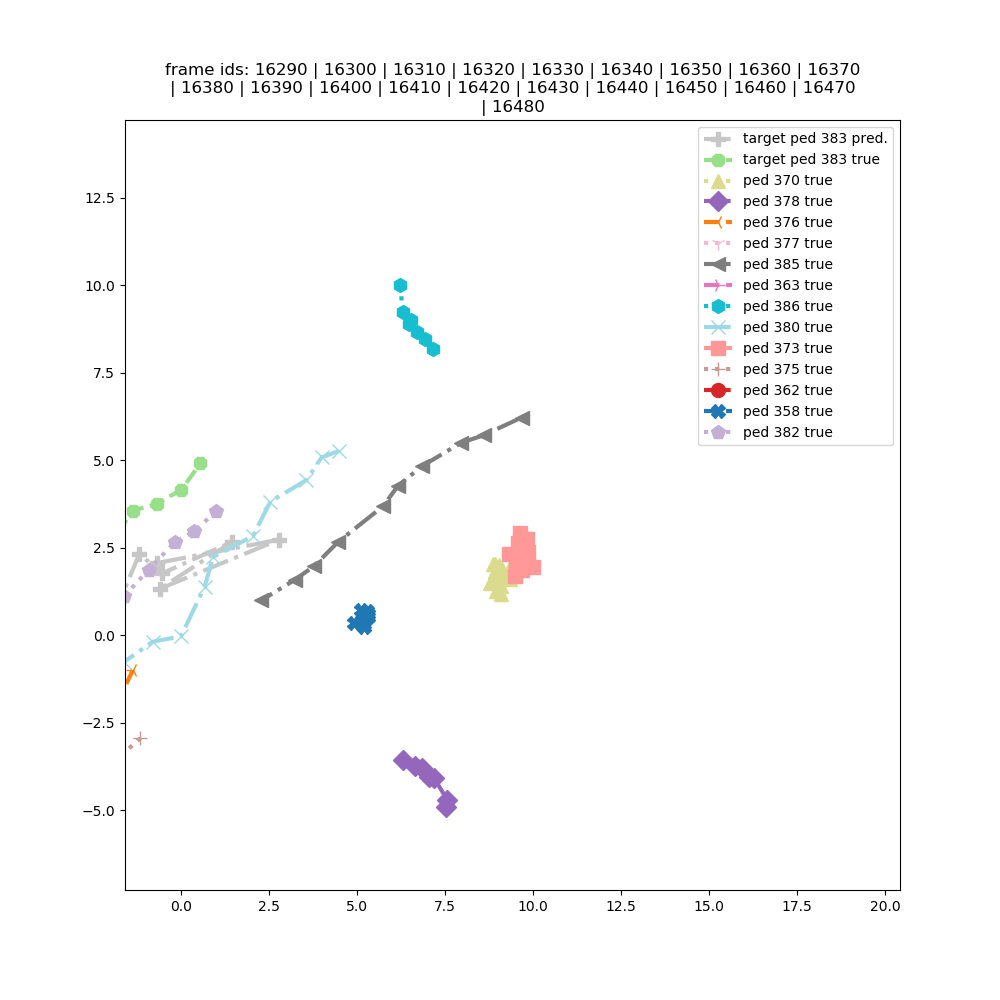 frame ids: 16290 | 16300 | 16310 | 16320 | 16330 | 16340 | 16350 | 16360 | 16370
| 16380 | 16390 | 16400 | 16410 | 16420 | 16430 | 16440 | 16450 | 16460 | 16470
| 16480
target ped 383 pred.
target ped 383 true
ped 370 true
ped 378 true
ped 376 true
ped 377 true
ped 385 true
ped 363 true
ped 386 true
ped 380 true
ped 373 true
ped 375 true
ped 362 true
ped 358 true
ped 382 true
12.5
10.0
7.5
5.0
2.5
0.0
−2.5
−5.0
0.0 2.5 5.0 7.5 10.0 12.5 15.0 17.5 20.0